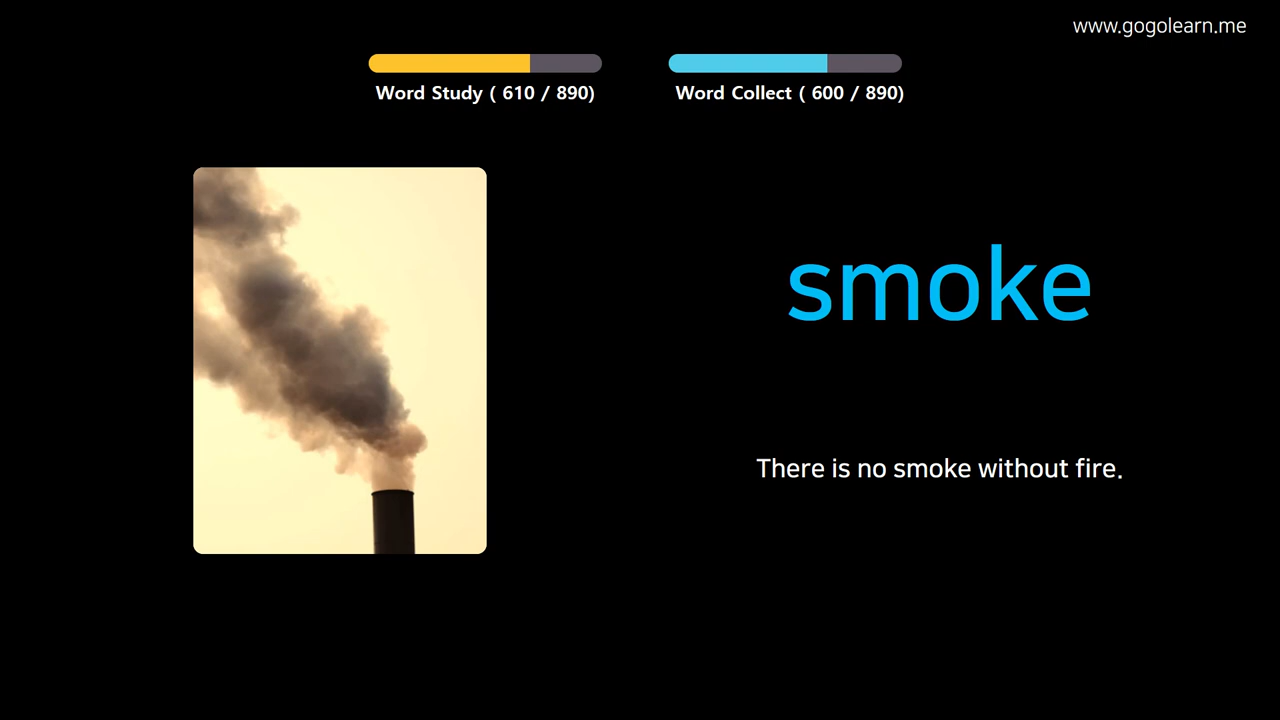 www.gogolearn.me
Word Study ( 610 / 890)
Word Collect ( 600 / 890)
smoke
There is no smoke without fire.